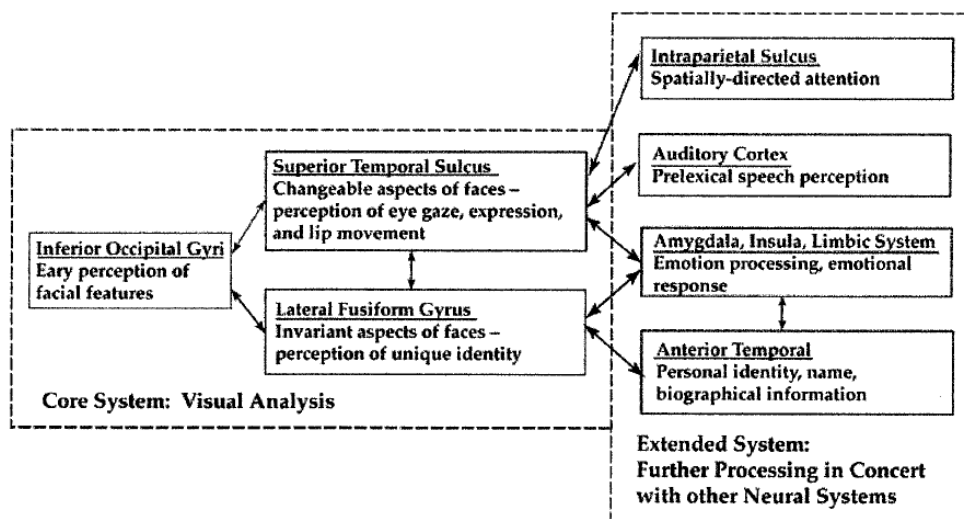 Intraparietal Sulcus
Spatially-directed attention
Superior Temporal Sulcus
Changeable aspects of faces –
perception of eye gaze, expression,
and lip movement
Auditory Cortex
Prelexical speech perception
Inferior Occipital Gyri
Eary perception of
facial features
Amygdala, Insula, Limbic System
Emotion processing, emotional
response
Lateral Fusiform Gyrus
Invariant aspects of faces –
perception of unique identity
Anterior Temporal
Personal identity, name,
biographical information
Core System: Visual Analysis
Extended System:
Further Processing in Concert
with other Neural Systems